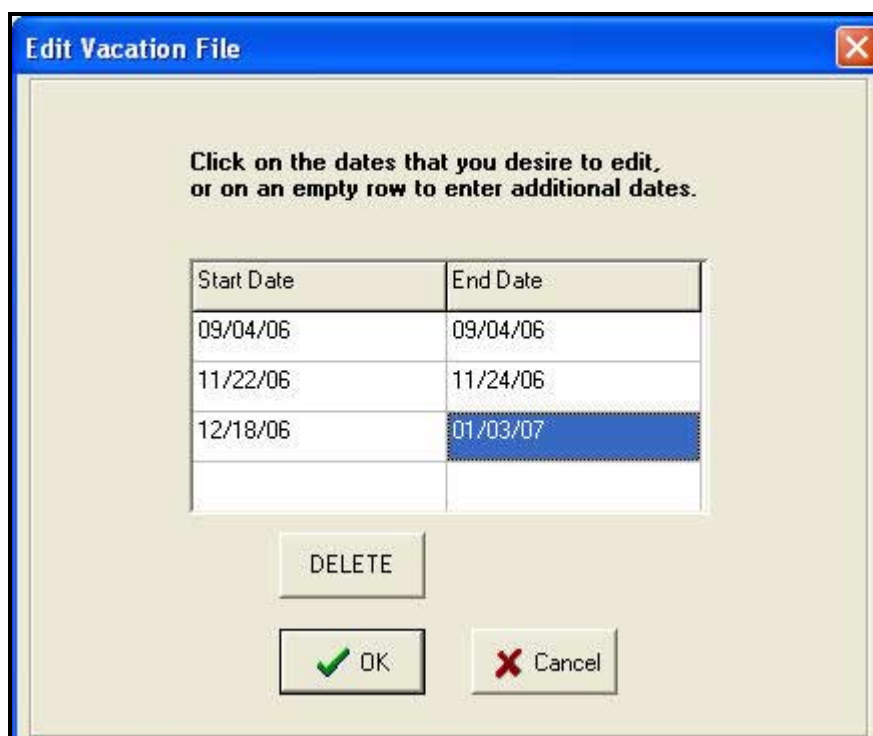 Edit Vacation File
Click on the dates that you desire to edit,
or on an empty row to enter additional dates.
Start Date End Date
09/04/06 09/04/06
11/22/06 11/24/06
12/18/06 01/03/07
DELETE
OK Cancel